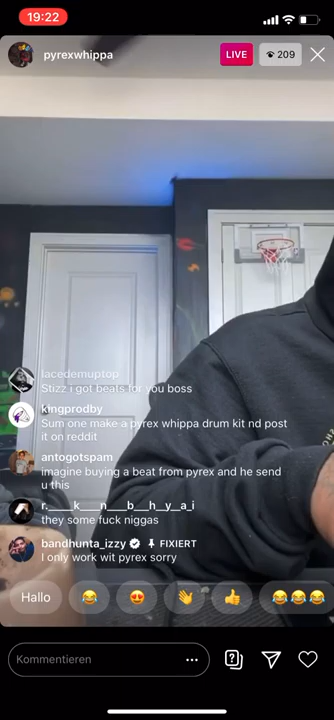 19:22
pyrexwhippa
LIVE
209
lacedemuptop
Stizz i got beats for you boss
kingprodby
Sum one make a pyrex whippa drum kit nd post
it on reddit
antogotspam
imagine buying a beat from pyrex and he send
u this
r.___k___n___b__h__y__a_i
they some fuck niggas
bandhunta_izzy FIXIERT
I only work wit pyrex sorry
Hallo
Kommentieren